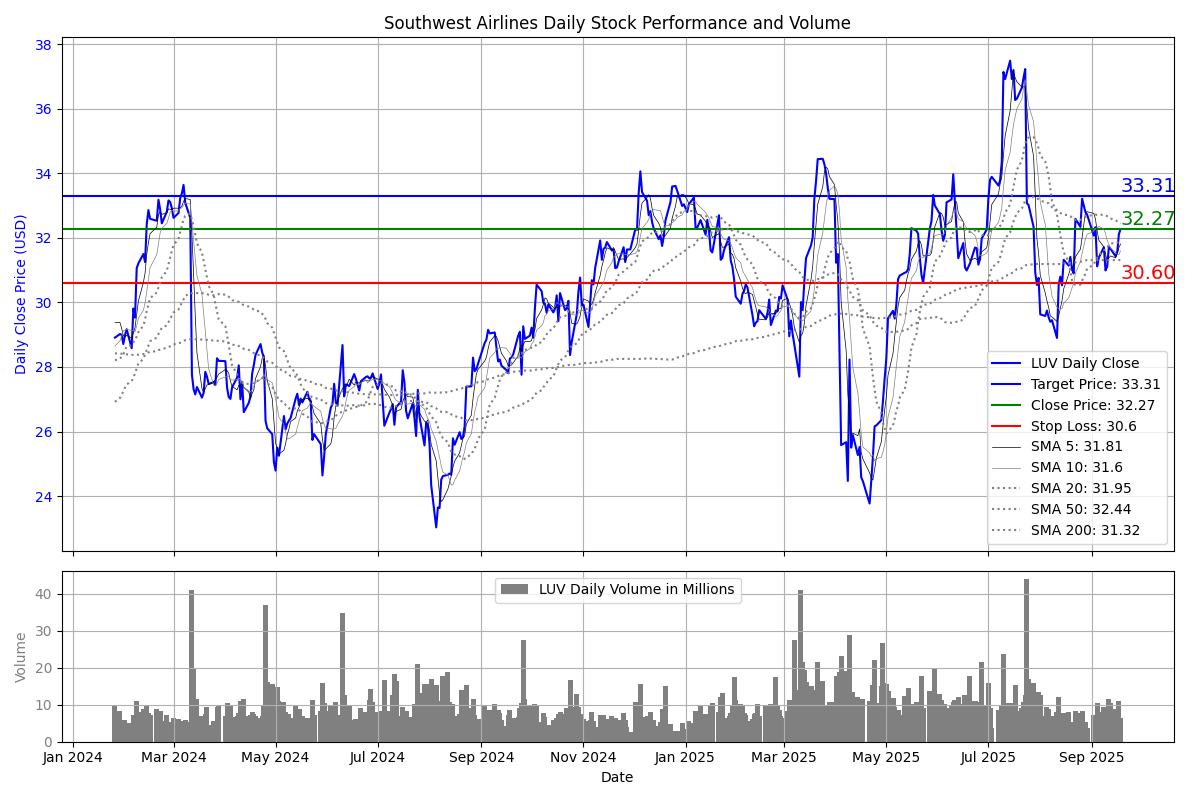 Southwest Airlines Daily Stock Performance and Volume
Daily Close Price (USD)
38
36
34
32
30
28
26
24
33.31
32.27
30.60
LUV Daily Close
Target Price: 33.31
Close Price: 32.27
Stop Loss: 30.6
SMA 5: 31.81
SMA 10: 31.6
SMA 20: 31.95
SMA 50: 32.44
SMA 200: 31.32
Volume
40
30
20
10
0
LUV Daily Volume in Millions
Jan 2024 Mar 2024 May 2024 Jul 2024 Sep 2024 Nov 2024 Jan 2025 Mar 2025 May 2025 Jul 2025 Sep 2025
Date